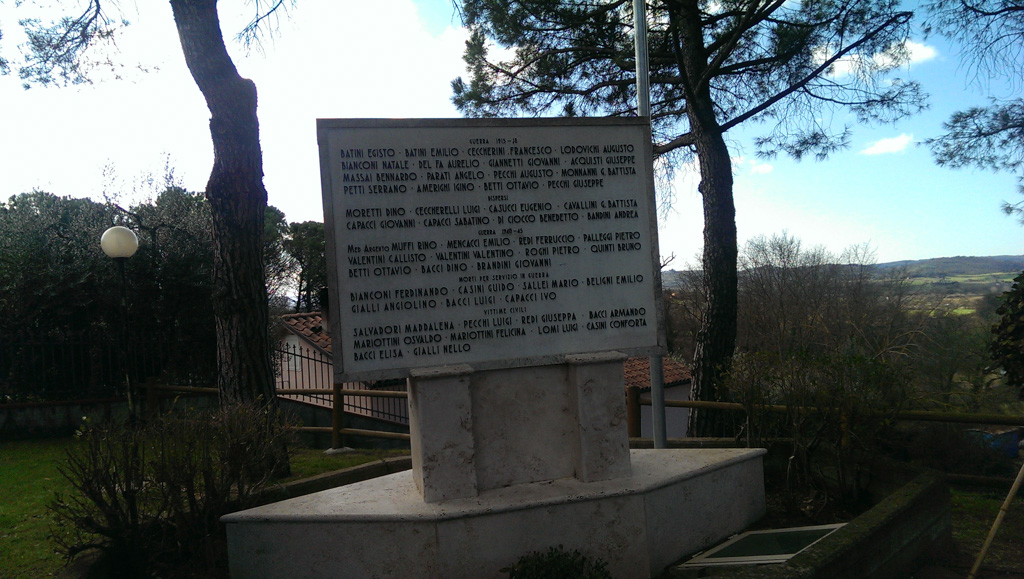 GUERRA 1915-18
BATINI EGISTO · BATINI EMILIO · CECCHERINI FRANCESCO · LODOVICHI AUGUSTO
BIANCONI NATALE · DEL FA AURELIO · GIANNETTI GIOVANNI · ACQUISTI GIUSEPPE
MASSAI BENNARDO · PARATI ANGELO · PECCHI AUGUSTO · MONNANNI G. BATTISTA
PETTI SERRANO · AMERIGHI IGINO · BETTI OTTAVIO · PECCHI GIUSEPPE
DISPERSI
MORETTI DINO · CECCHERELLI LUIGI · CASUCCI EUGENIO · CAVALLINI G. BATTISTA
CAPACCI GIOVANNI · CAPACCI SABATINO · DI CIOCCO BENEDETTO · BANDINI ANDREA
GUERRA 1940-45
MED. ARGENTO MUFFI RINO · MENCACCI EMILIO · REDI FERRUCCIO · PALLEGGI PIETRO
VALENTINI CALLISTO · VALENTINI VALENTINO · ROGHI PIETRO · QUINTI BRUNO
BETTI OTTAVIO · BACCI DINO · BRANDINI GIOVANNI
MORTI PER SERVIZIO IN GUERRA
BIANCONI FERDINANDO · CASINI GUIDO · SALLEI MARIO · BELIGNI EMILIO
GIALLI ANGIOLINO · BACCI LUIGI · CAPACCI IVO
VITTIME CIVILI
SALVADORI MADDALENA · PECCHI LUIGI · REDI GIUSEPPA · BACCI ARMANDO
MARIOTTINI OSVALDO · MARIOTTINI FELICINA · LOMI LUIGI · CASINI CONFORTA
BACCI ELISA · GIALLI NELLO